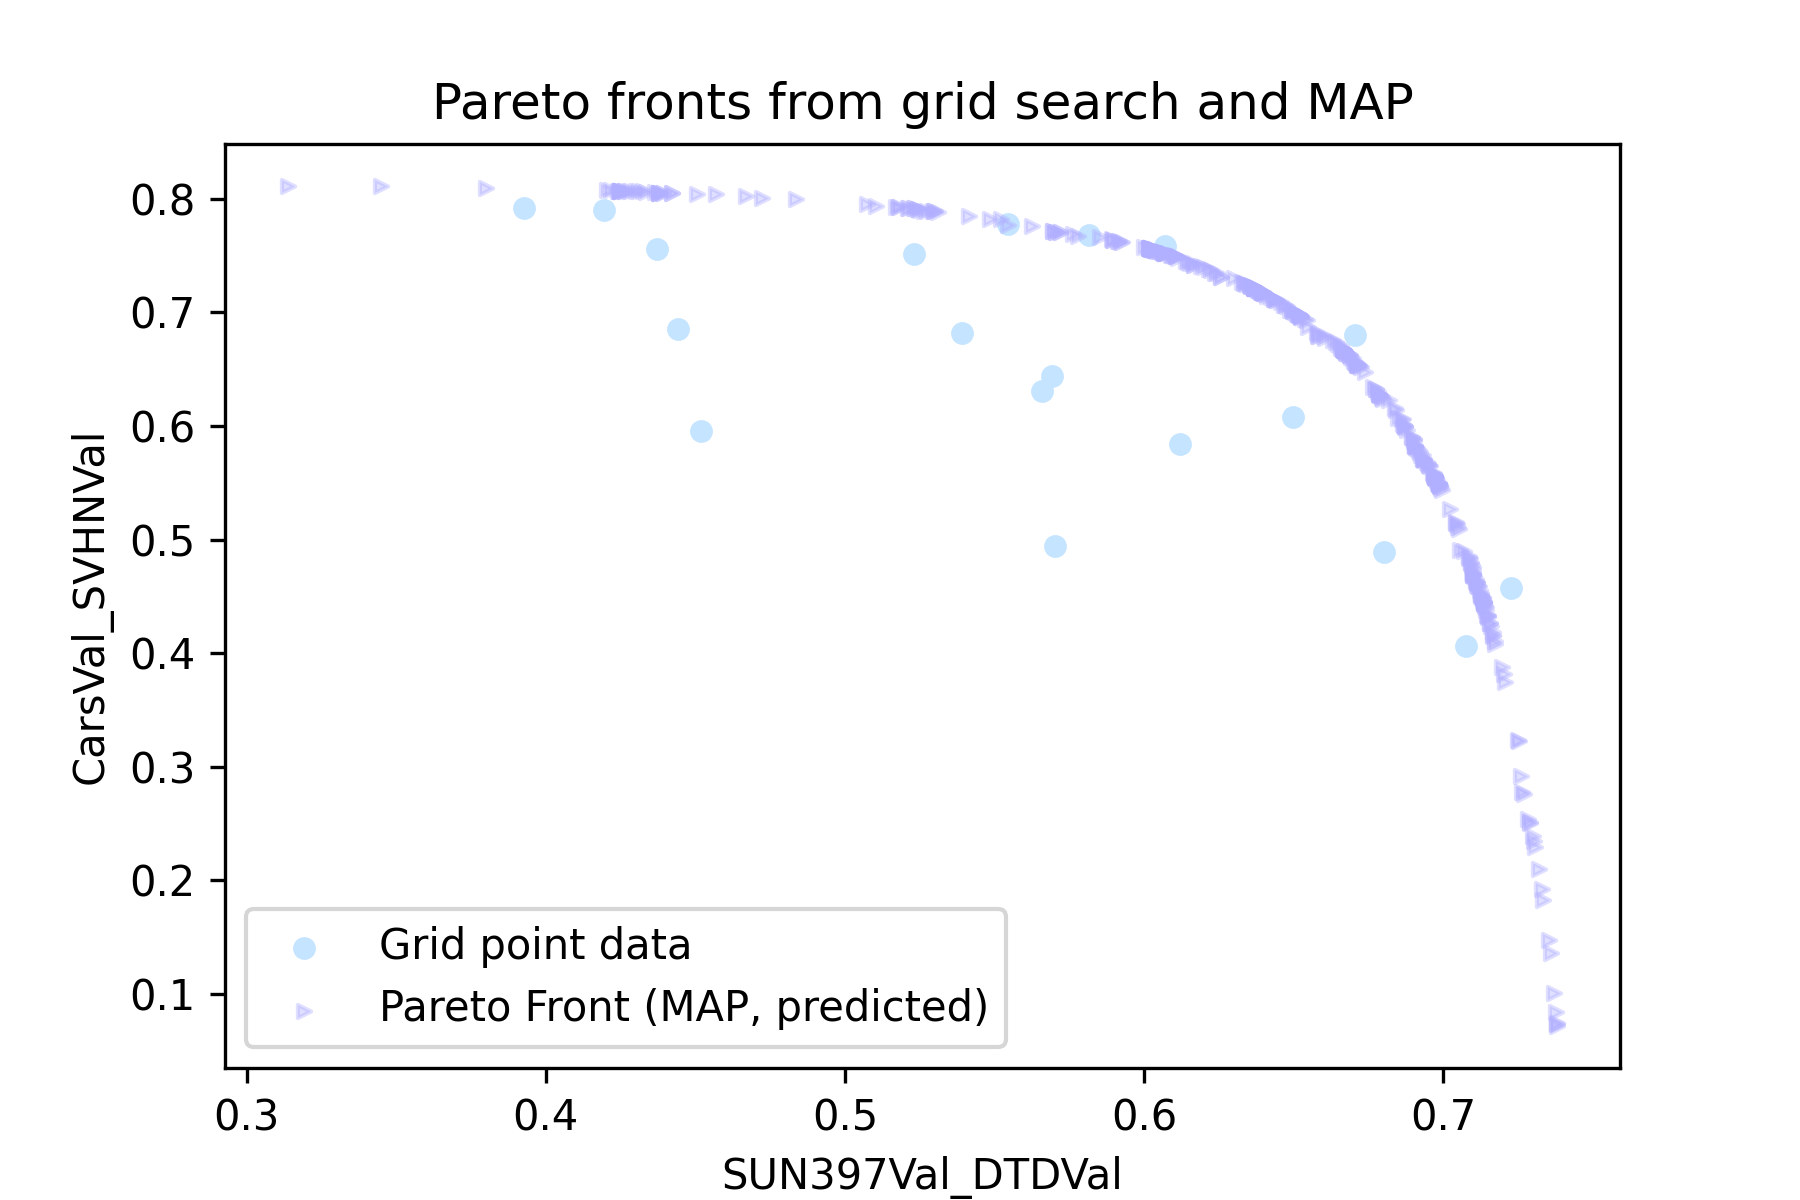 Pareto fronts from grid search and MAP
0.8
0.7
0.6
0.5
0.4
0.3
0.2
0.1
CarsVal_SVHNVal
Grid point data
Pareto Front (MAP, predicted)
0.3 0.4 0.5 0.6 0.7
SUN397Val_DTDVal